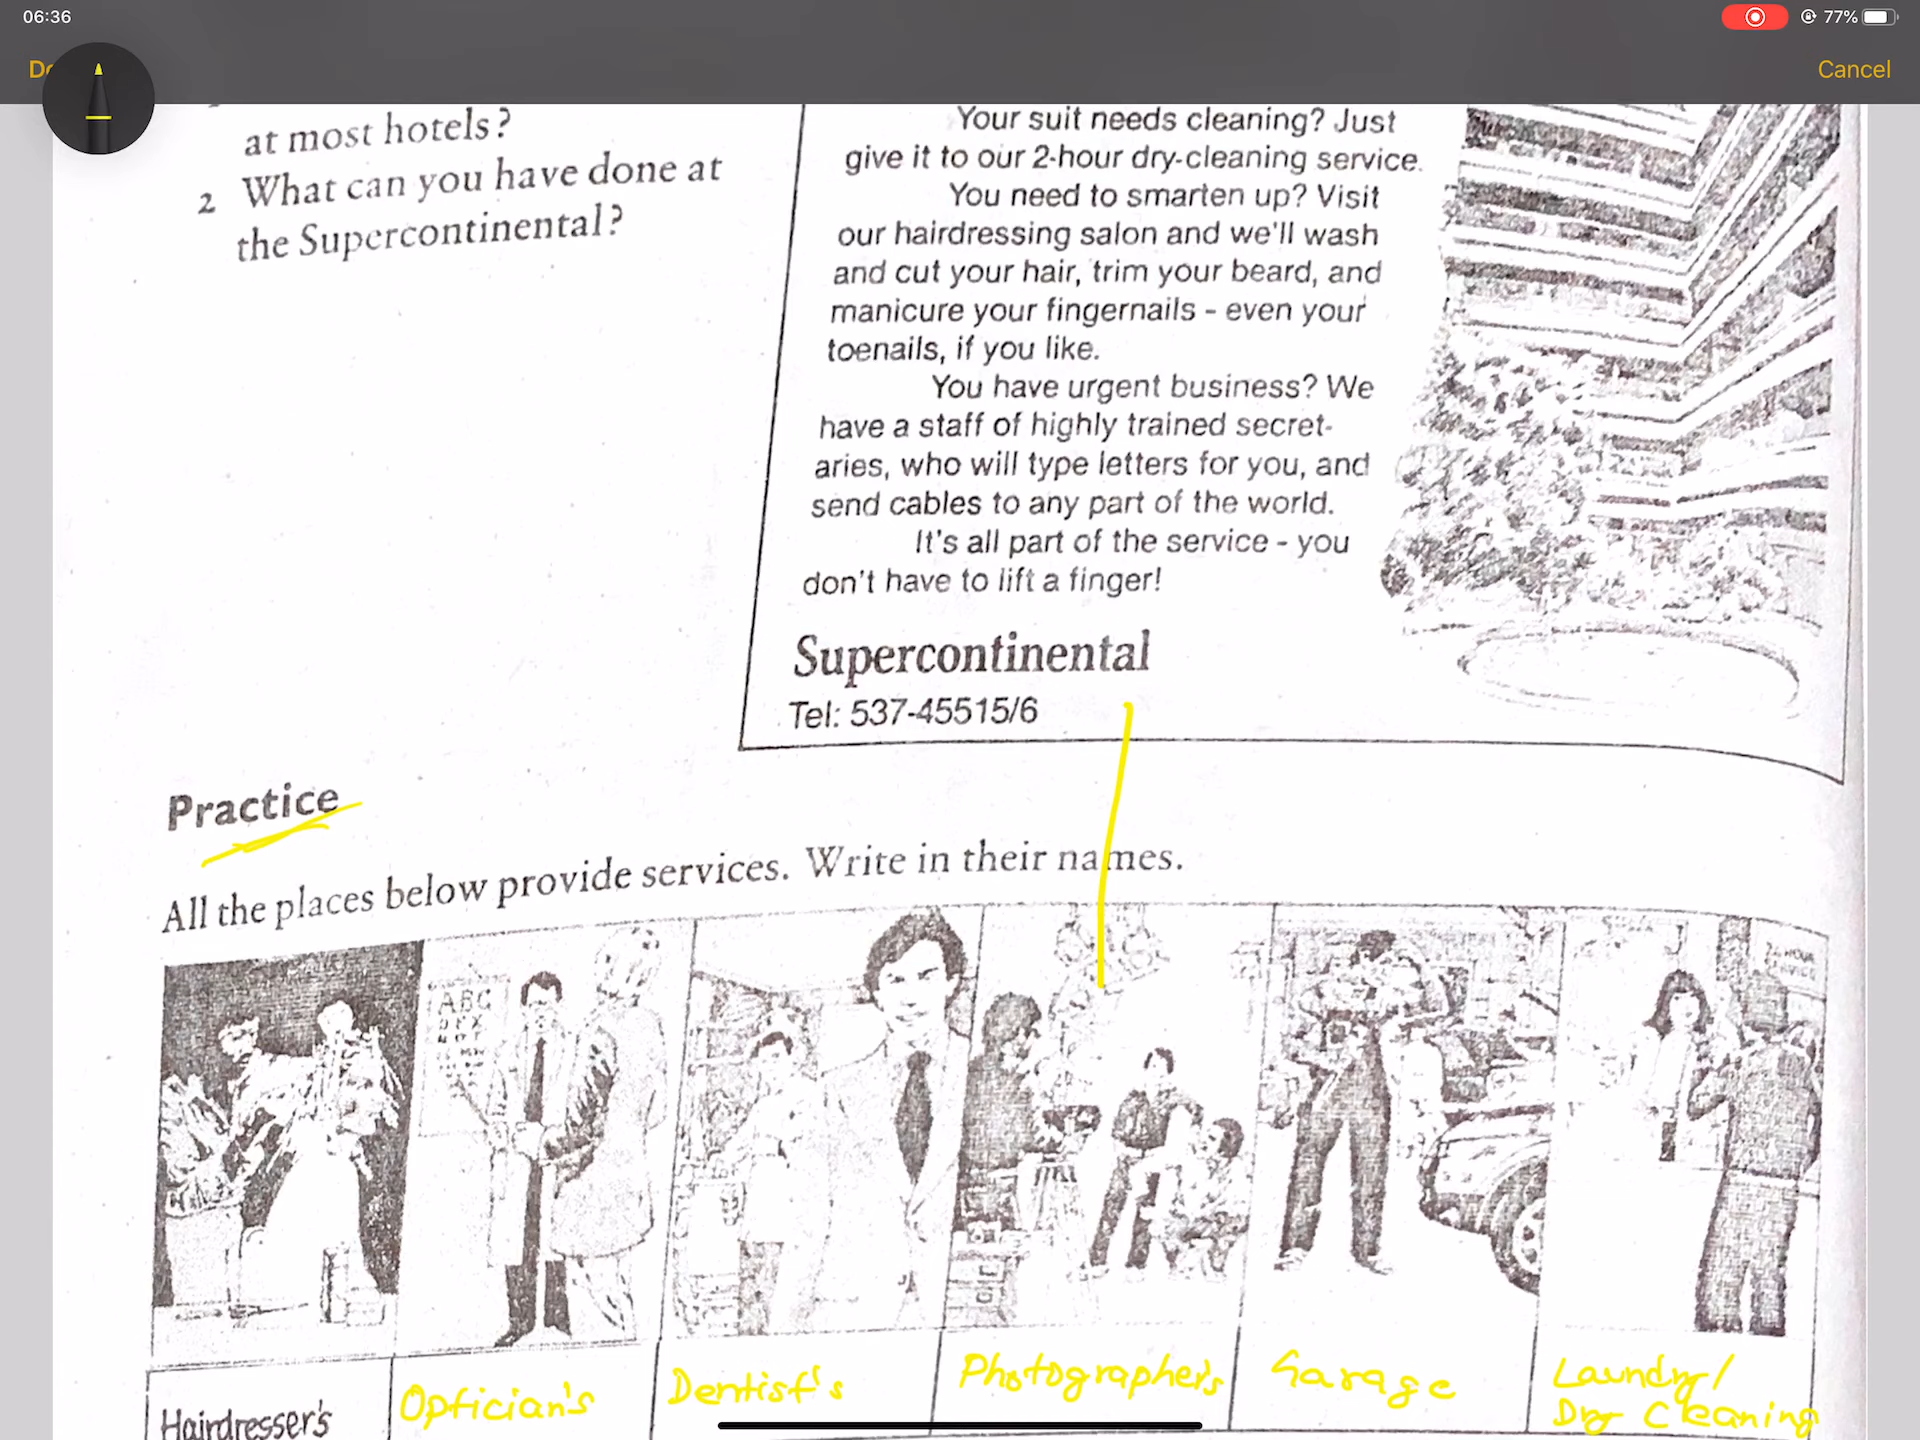 06:36
77%
Cancel
at most hotels?
2 What can you have done at
the Supercontinental?
Your suit needs cleaning? Just
give it to our 2-hour dry-cleaning service.
You need to smarten up? Visit
our hairdressing salon and we'll wash
and cut your hair, trim your beard, and
manicure your fingernails - even your
toenails, if you like.
You have urgent business? We
have a staff of highly trained secret-
aries, who will type letters for you, and
send cables to any part of the world.
It's all part of the service - you
don't have to lift a finger!
Supercontinental
Tel: 537-45515/6
Practice
All the places below provide services. Write in their names.
ABC
Hairdresser's
Optician's
Dentist's
Photographer's
Garage
Laundry/
Dry Cleaning